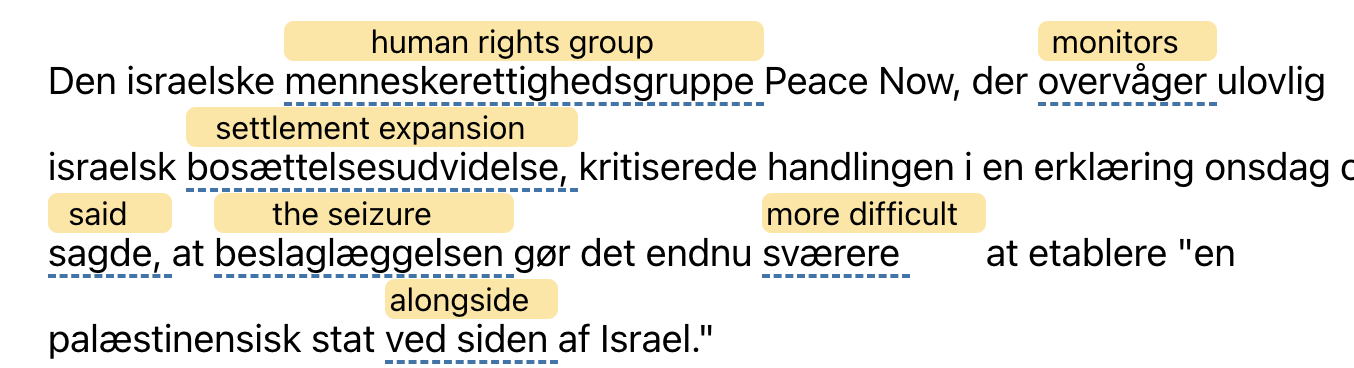 human rights group monitors
Den israelske menneskerettighedsgruppe Peace Now, der overvåger ulovlig
settlement expansion
israelsk bosættelsesudvidelse, kritiserede handlingen i en erklæring onsdag
said the seizure more difficult
sagde, at beslaglæggelsen gør det endnu sværere at etablere "en
alongside
palæstinensisk stat ved siden af Israel."